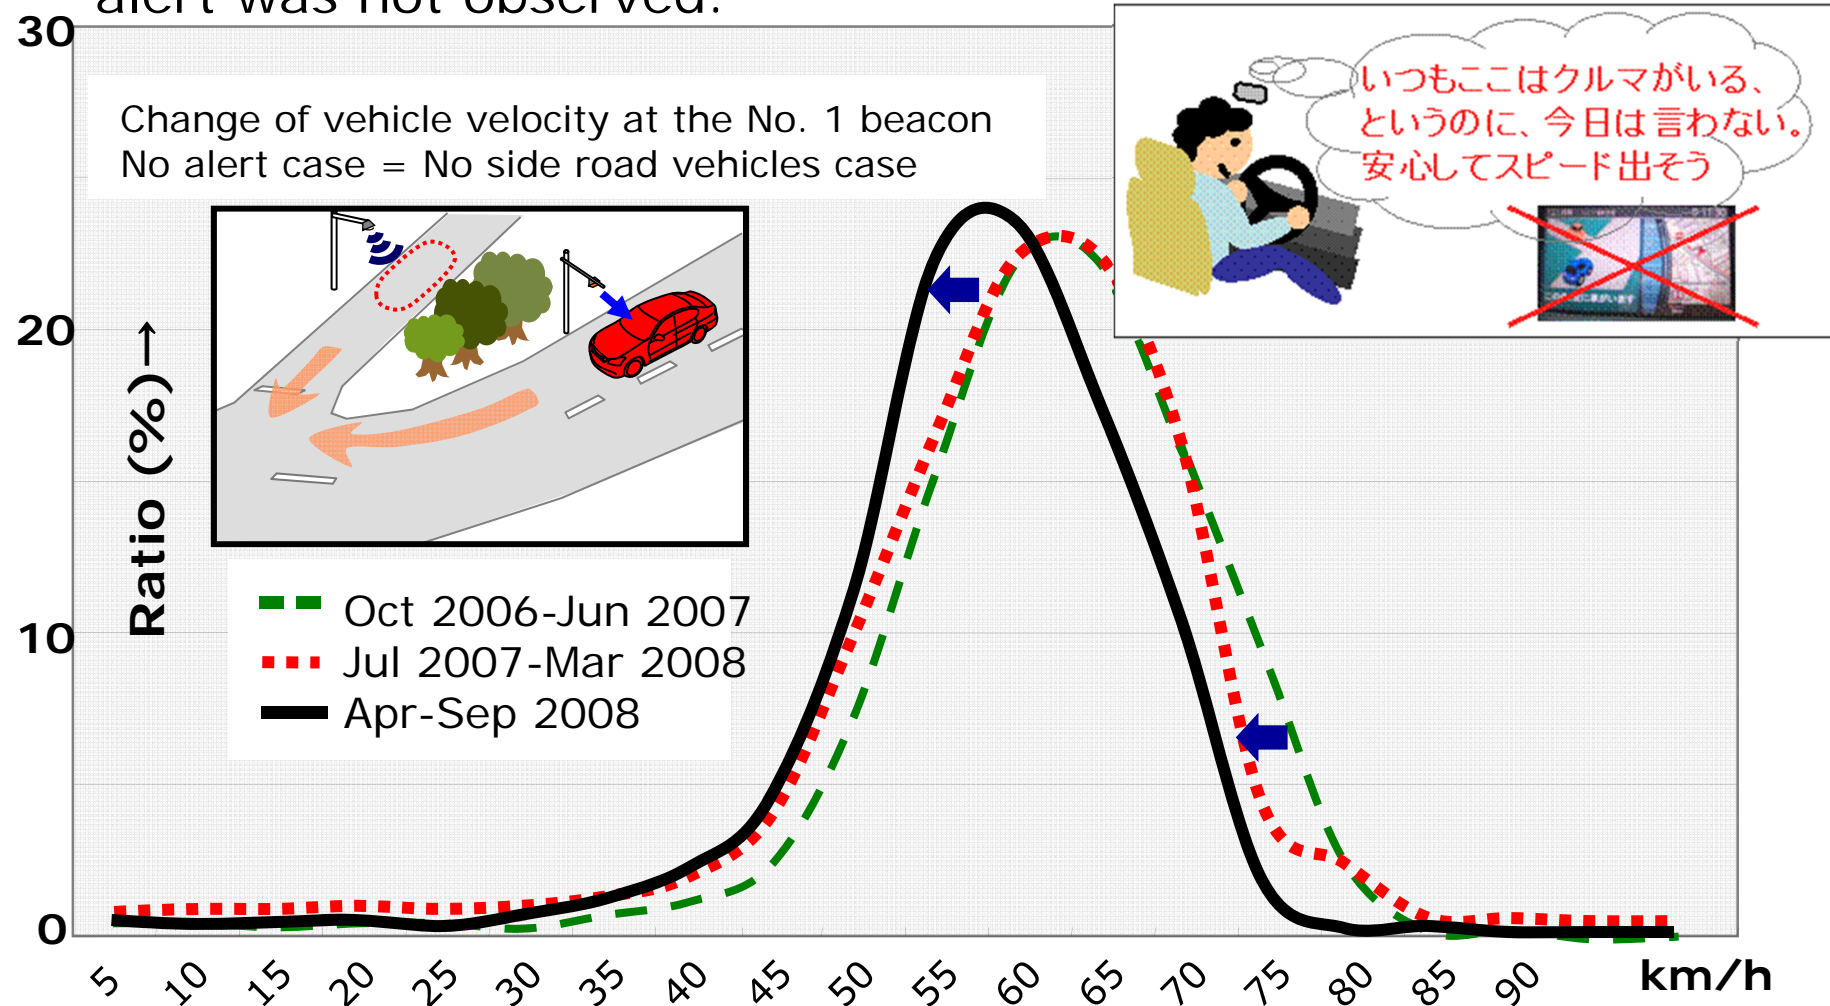 alert was not observed.
30
Change of vehicle velocity at the No. 1 beacon
No alert case = No side road vehicles case
いつもここはクルマがいる、
というのに、今日は言わない。
安心してスピード出そう
20
Ratio (%)→
Oct 2006-Jun 2007
10
Jul 2007-Mar 2008
Apr-Sep 2008
0
5 10 15 20 25 30 35 40 45 50 55 60 65 70 75 80 85 90 km/h